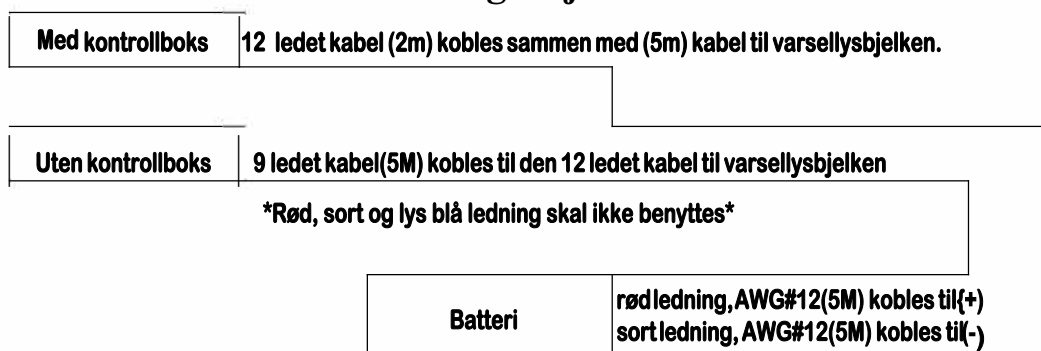 Med kontrollboks 12 ledet kabel (2m) kobles sammen med (5m) kabel til varsellysbjelken.
Uten kontrollboks 9 ledet kabel(5M) kobles til den 12 ledet kabel til varsellysbjelken
*Rød, sort og lys blå ledning skal ikke benyttes*
Batteri
rød ledning, AWG#12(5M) kobles til{+)
sort ledning, AWG#12(5M) kobles til(-)